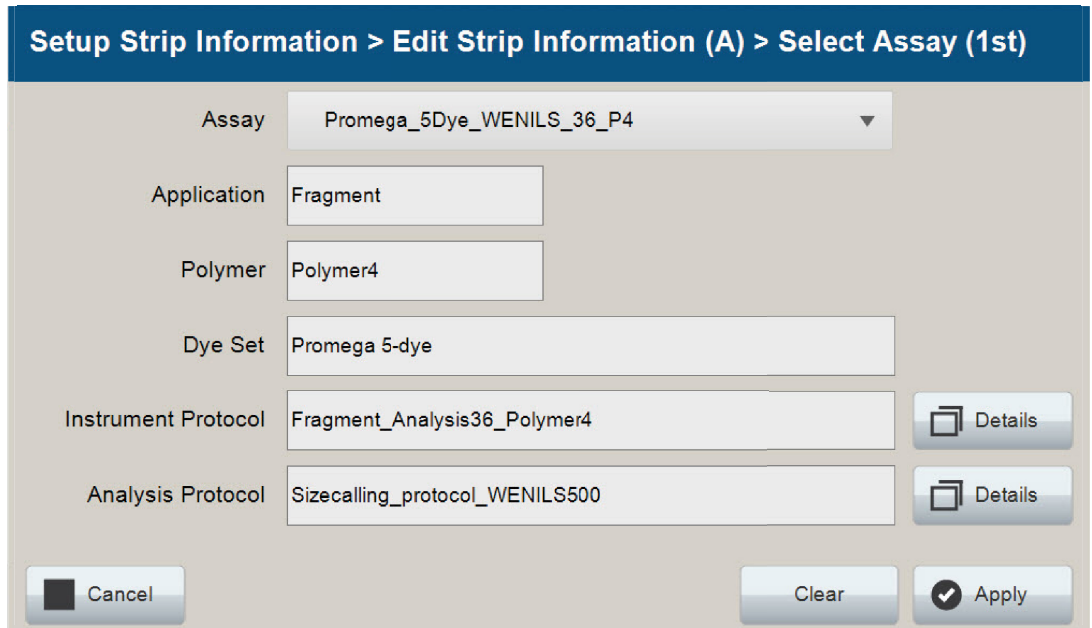 Setup Strip Information > Edit Strip Information (A) > Select Assay (1st)
Assay Promega_5Dye_WENILS_36_P4
Application Fragment
Polymer Polymer4
Dye Set Promega 5-dye
Instrument Protocol Fragment_Analysis36_Polymer4 Details
Analysis Protocol Sizecalling_protocol_WENILS500 Details
Cancel Clear Apply